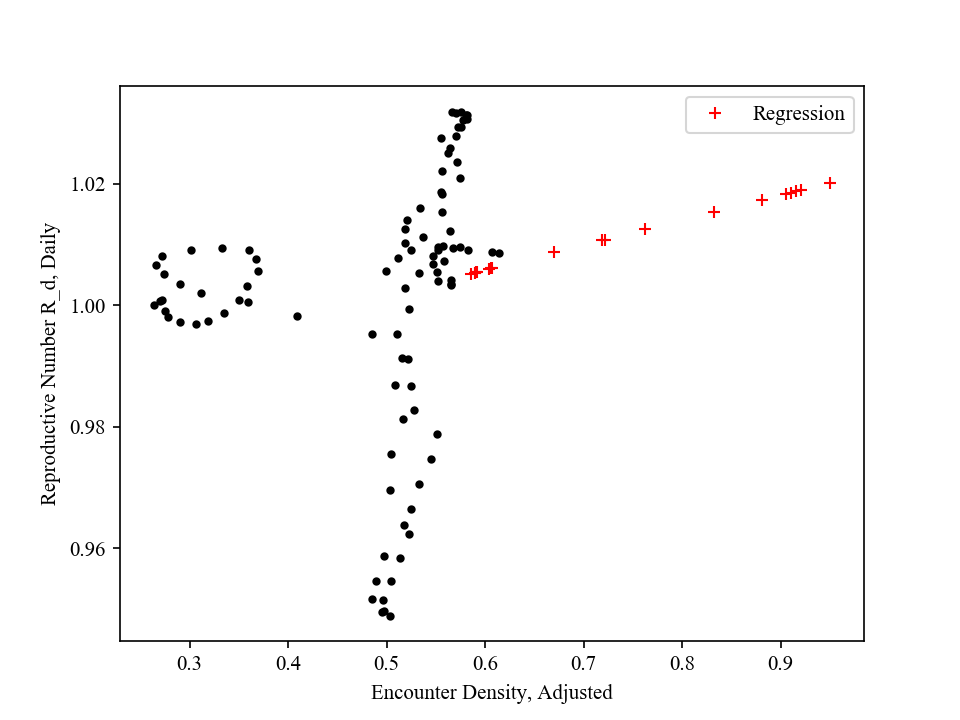 Regression
1.02
1.00
0.98
0.96
Reproductive Number R_d, Daily
0.3 0.4 0.5 0.6 0.7 0.8 0.9
Encounter Density, Adjusted